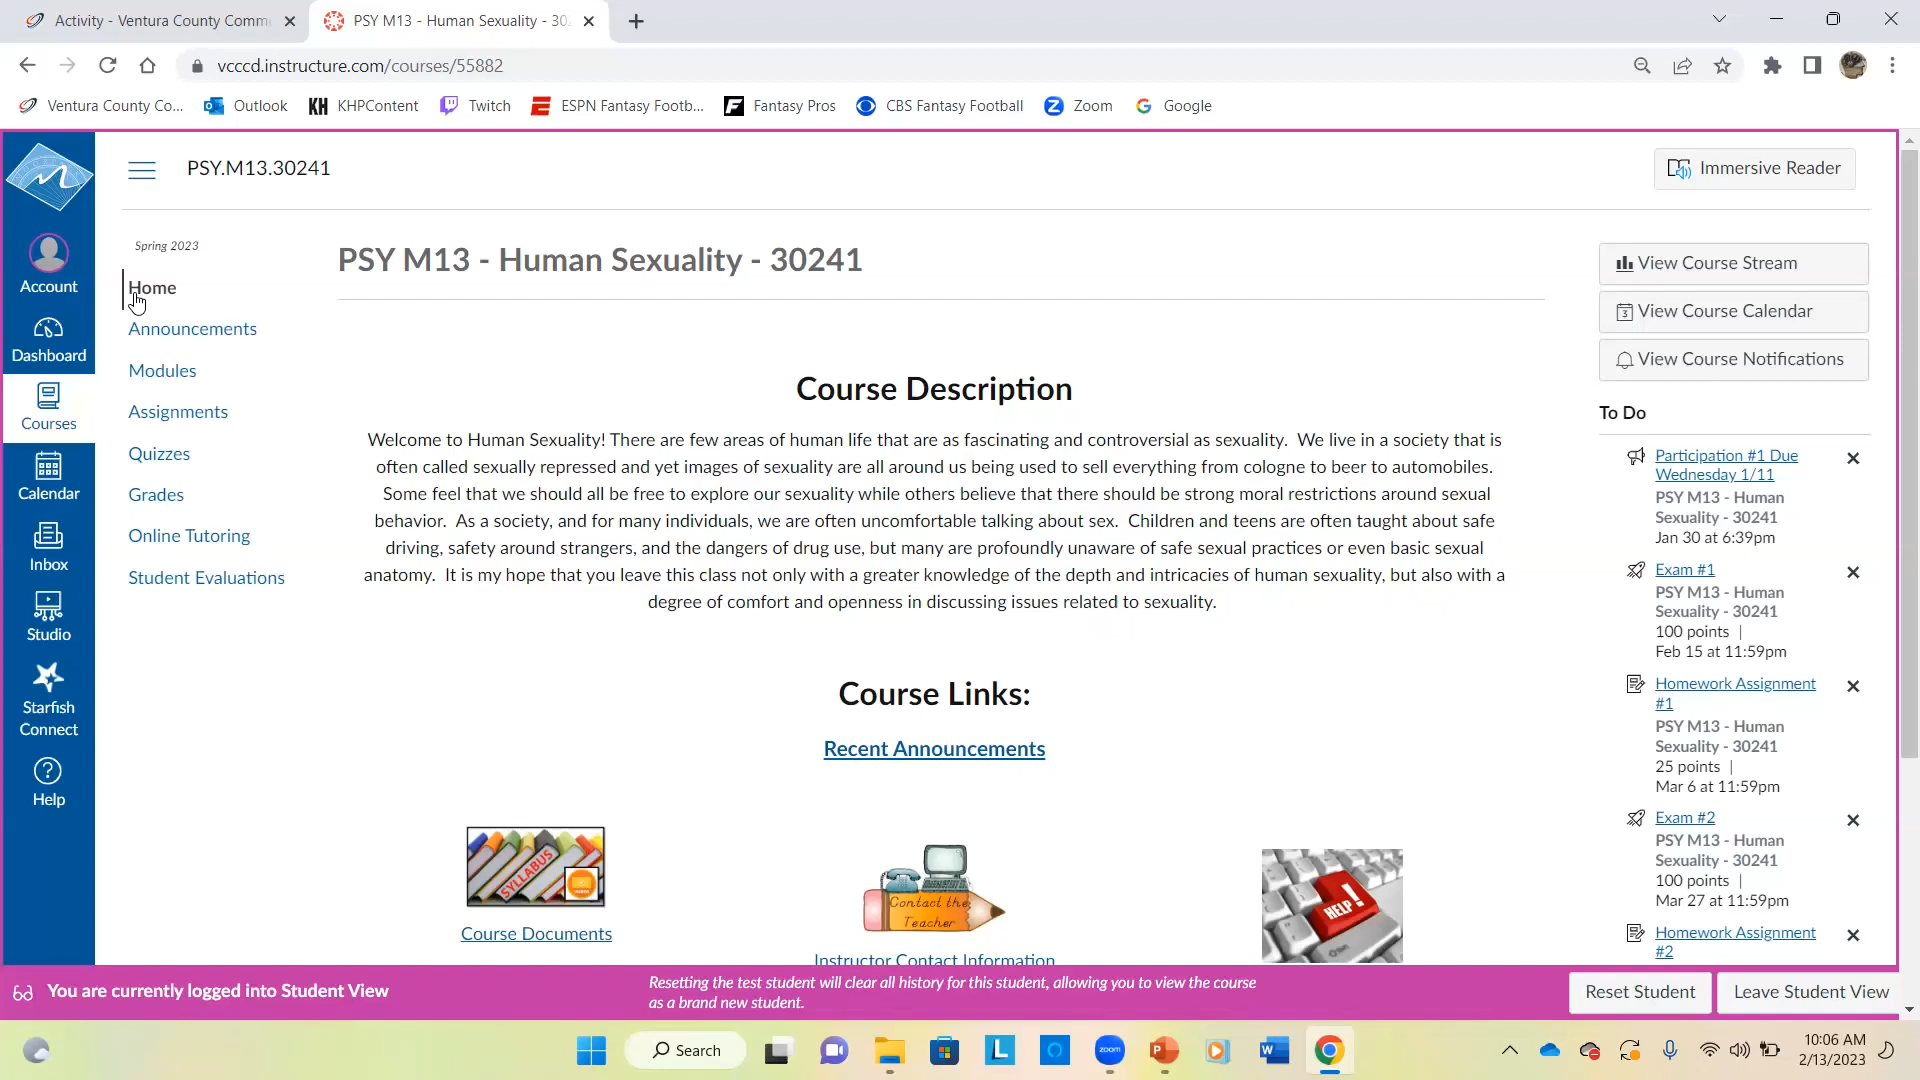 Activity - Ventura County Comm
PSY M13 - Human Sexuality - 30
vcccd.instructure.com/courses/55882
Ventura County Co...
Outlook
KHPContent
Twitch
ESPN Fantasy Footb...
Fantasy Pros
CBS Fantasy Football
Zoom
Google
PSY.M13.30241
Immersive Reader
Account
Dashboard
Courses
Calendar
Inbox
Studio
Starfish
Connect
Help
Spring 2023
Home
Announcements
Modules
Assignments
Quizzes
Grades
Online Tutoring
Student Evaluations
PSY M13 - Human Sexuality - 30241
Course Description
Welcome to Human Sexuality! There are few areas of human life that are as fascinating and controversial as sexuality. We live in a society that is
often called sexually repressed and yet images of sexuality are all around us being used to sell everything from cologne to beer to automobiles.
Some feel that we should all be free to explore our sexuality while others believe that there should be strong moral restrictions around sexual
behavior. As a society, and for many individuals, we are often uncomfortable talking about sex. Children and teens are often taught about safe
driving, safety around strangers, and the dangers of drug use, but many are profoundly unaware of safe sexual practices or even basic sexual
anatomy. It is my hope that you leave this class not only with a greater knowledge of the depth and intricacies of human sexuality, but also with a
degree of comfort and openness in discussing issues related to sexuality.
Course Links:
Recent Announcements
SYLLABUS
Course Documents
Contact the
Teacher
Instructor Contact Information
HELP!
View Course Stream
3 View Course Calendar
View Course Notifications
To Do
Participation #1 Due
Wednesday 1/11
PSY M13 - Human
Sexuality - 30241
Jan 30 at 6:39pm
Exam #1
PSY M13 - Human
Sexuality - 30241
100 points |
Feb 15 at 11:59pm
Homework Assignment
#1
PSY M13 - Human
Sexuality - 30241
25 points |
Mar 6 at 11:59pm
Exam #2
PSY M13 - Human
Sexuality - 30241
100 points |
Mar 27 at 11:59pm
Homework Assignment
#2
You are currently logged into Student View
Resetting the test student will clear all history for this student, allowing you to view the course
as a brand new student.
Reset Student
Leave Student View
Search
zoom
10:06 AM
2/13/2023